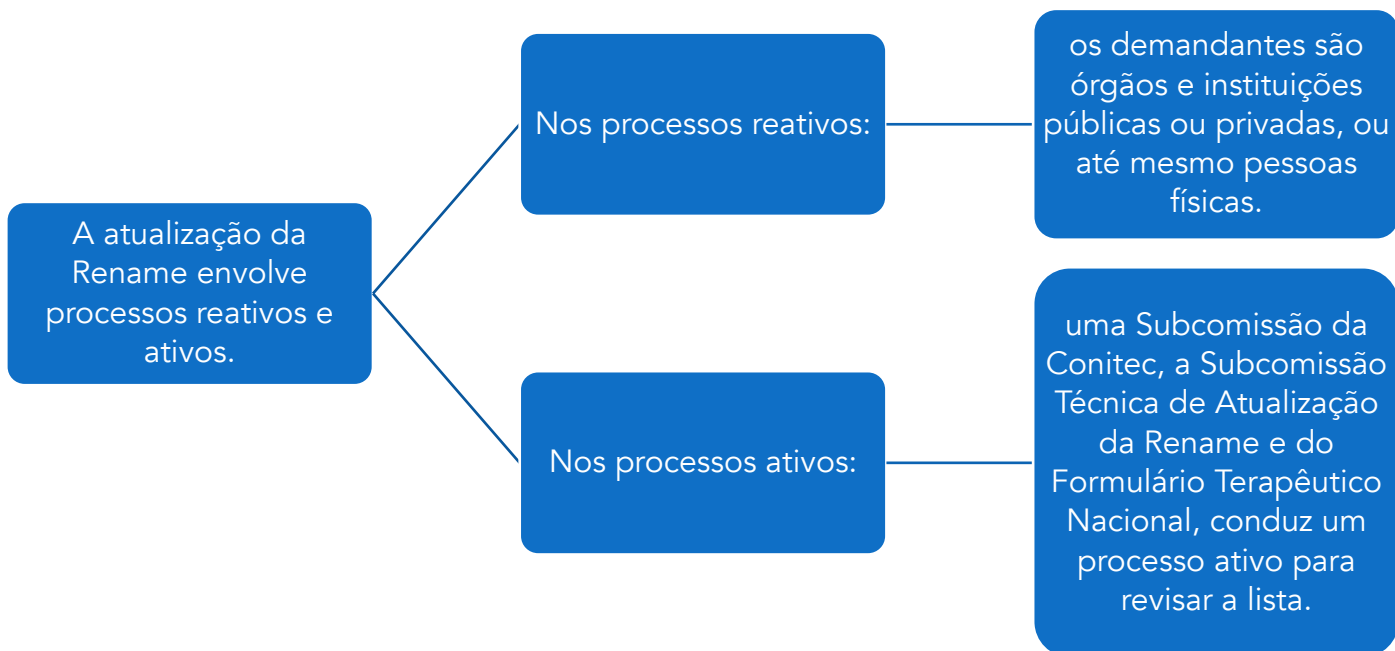 A atualização da
Rename envolve
processos reativos e
ativos.
Nos processos reativos:
os demandantes são
órgãos e instituições
públicas ou privadas, ou
até mesmo pessoas
físicas.
Nos processos ativos:
uma Subcomissão da
Conitec, a Subcomissão
Técnica de Atualização
da Rename e do
Formulário Terapêutico
Nacional, conduz um
processo ativo para
revisar a lista.